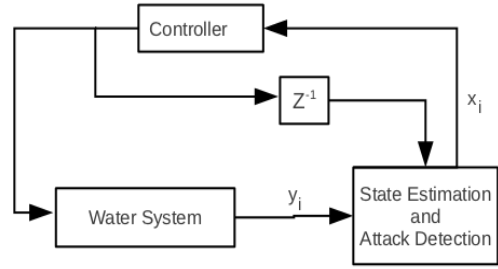 Controller
Z⁻¹
xᵢ
Water System
yᵢ
State Estimation
and
Attack Detection